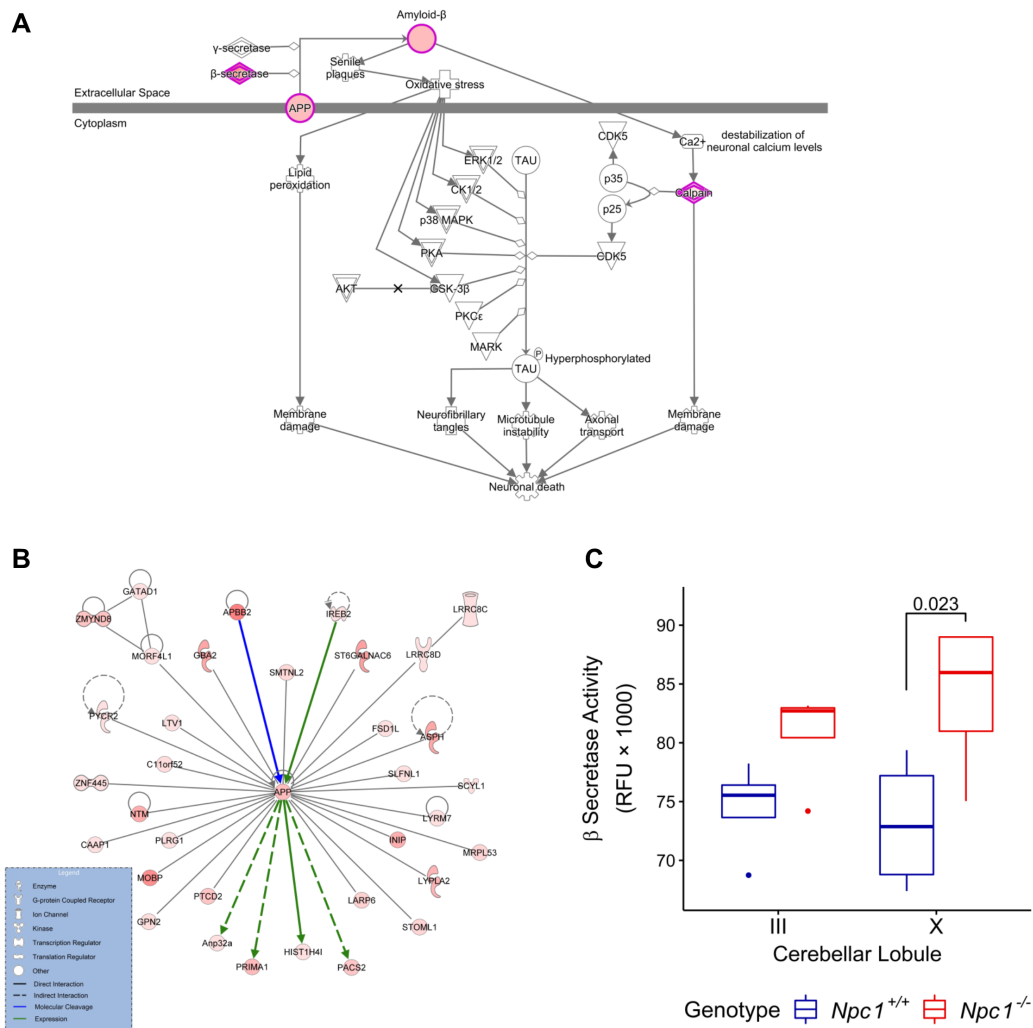 A
Amyloid-β
γ-secretase
β-secretase
Senile
plaques
Oxidative stress
Extracellular Space
APP
Cytoplasm
Lipid
peroxidation
ERK1/2
CK1/2
p38 MAPK
PKA
AKT
GSK-3β
PKCε
MARK
TAU
CDK5
p35
p25
CDK5
Ca2+
destabilization of
neuronal calcium levels
Calpain
P
TAU
Hyperphosphorylated
Membrane
damage
Neurofibrillary
tangles
Microtubule
instability
Axonal
transport
Membrane
damage
Neuronal death
B
GATAD1
ZMYND8
MORF4L1
APBB2
IREB2
LRRC8C
GBA2
SMTNL2
ST6GALNAC6
LRRC8D
PYCR2
LTV1
FSD1L
ASPH
C11orf52
SLFNL1
ZNF445
APP
SCYL1
NTM
LYRM7
CAAP1
PLRG1
INIP
MRPL53
MOBP
PTCD2
LYPLA2
LARP6
GPN2
STOML1
Anp32a
PRIMA1
HIST1H4I
PACS2
Legend
Enzyme
G-protein Coupled Receptor
Ion Channel
Kinase
Transcription Regulator
Translation Regulator
Other
Direct Interaction
Indirect Interaction
Molecular Cleavage
Expression
C
0.023
90
85
80
75
70
β Secretase Activity
(RFU × 1000)
III X
Cerebellar Lobule
Genotype Npc1+/+ Npc1-/-